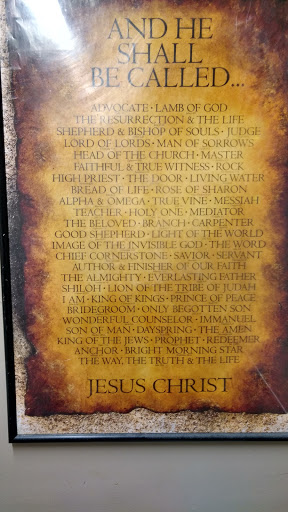 AND HE
SHALL
BE CALLED...
ADVOCATE · LAMB OF GOD
THE RESURRECTION & THE LIFE
SHEPHERD & BISHOP OF SOULS · JUDGE
LORD OF LORDS · MAN OF SORROWS
HEAD OF THE CHURCH · MASTER
FAITHFUL & TRUE WITNESS · ROCK
HIGH PRIEST · THE DOOR · LIVING WATER
BREAD OF LIFE · ROSE OF SHARON
ALPHA & OMEGA · TRUE VINE · MESSIAH
TEACHER · HOLY ONE · MEDIATOR
THE BELOVED · BRANCH · CARPENTER
GOOD SHEPHERD · LIGHT OF THE WORLD
IMAGE OF THE INVISIBLE GOD · THE WORD
CHIEF CORNERSTONE · SAVIOR · SERVANT
AUTHOR & FINISHER OF OUR FAITH
THE ALMIGHTY · EVERLASTING FATHER
SHILOH · LION OF THE TRIBE OF JUDAH
I AM · KING OF KINGS · PRINCE OF PEACE
BRIDEGROOM · ONLY BEGOTTEN SON
WONDERFUL COUNSELOR · IMMANUEL
SON OF MAN · DAYSPRING · THE AMEN
KING OF THE JEWS · PROPHET · REDEEMER
ANCHOR · BRIGHT MORNING STAR
THE WAY, THE TRUTH & THE LIFE
JESUS CHRIST